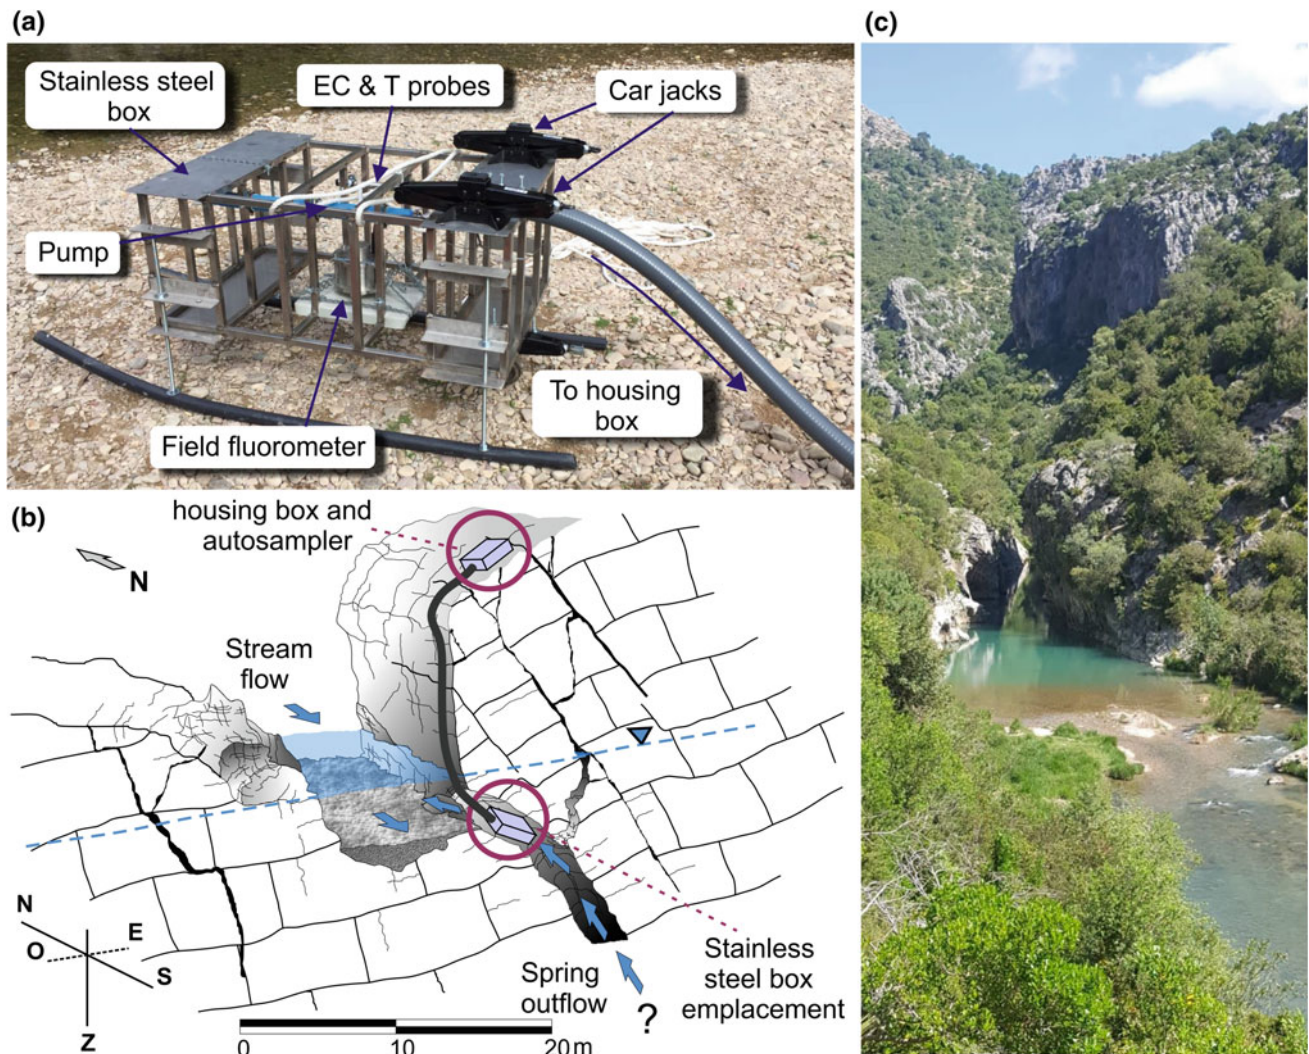 (a)
Stainless steel
box
EC & T probes
Car jacks
Pump
Field fluorometer
To housing
box
(b)
housing box and
autosampler
N
Stream
flow
N
O
E
S
Z
Spring
outflow
?
Stainless
steel box
emplacement
0
10
20 m
(c)